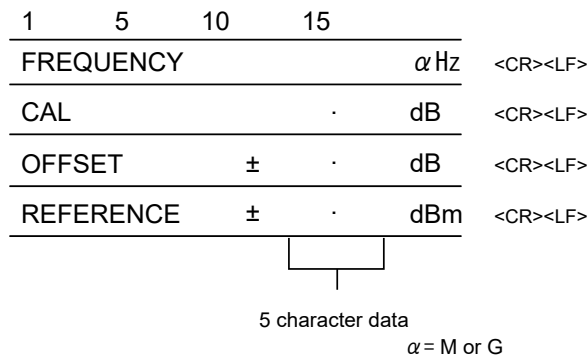 1 5 10 15
FREQUENCY αHz <CR><LF>
CAL . dB <CR><LF>
OFFSET ± . dB <CR><LF>
REFERENCE ± . dBm <CR><LF>
5 character data
α = M or G